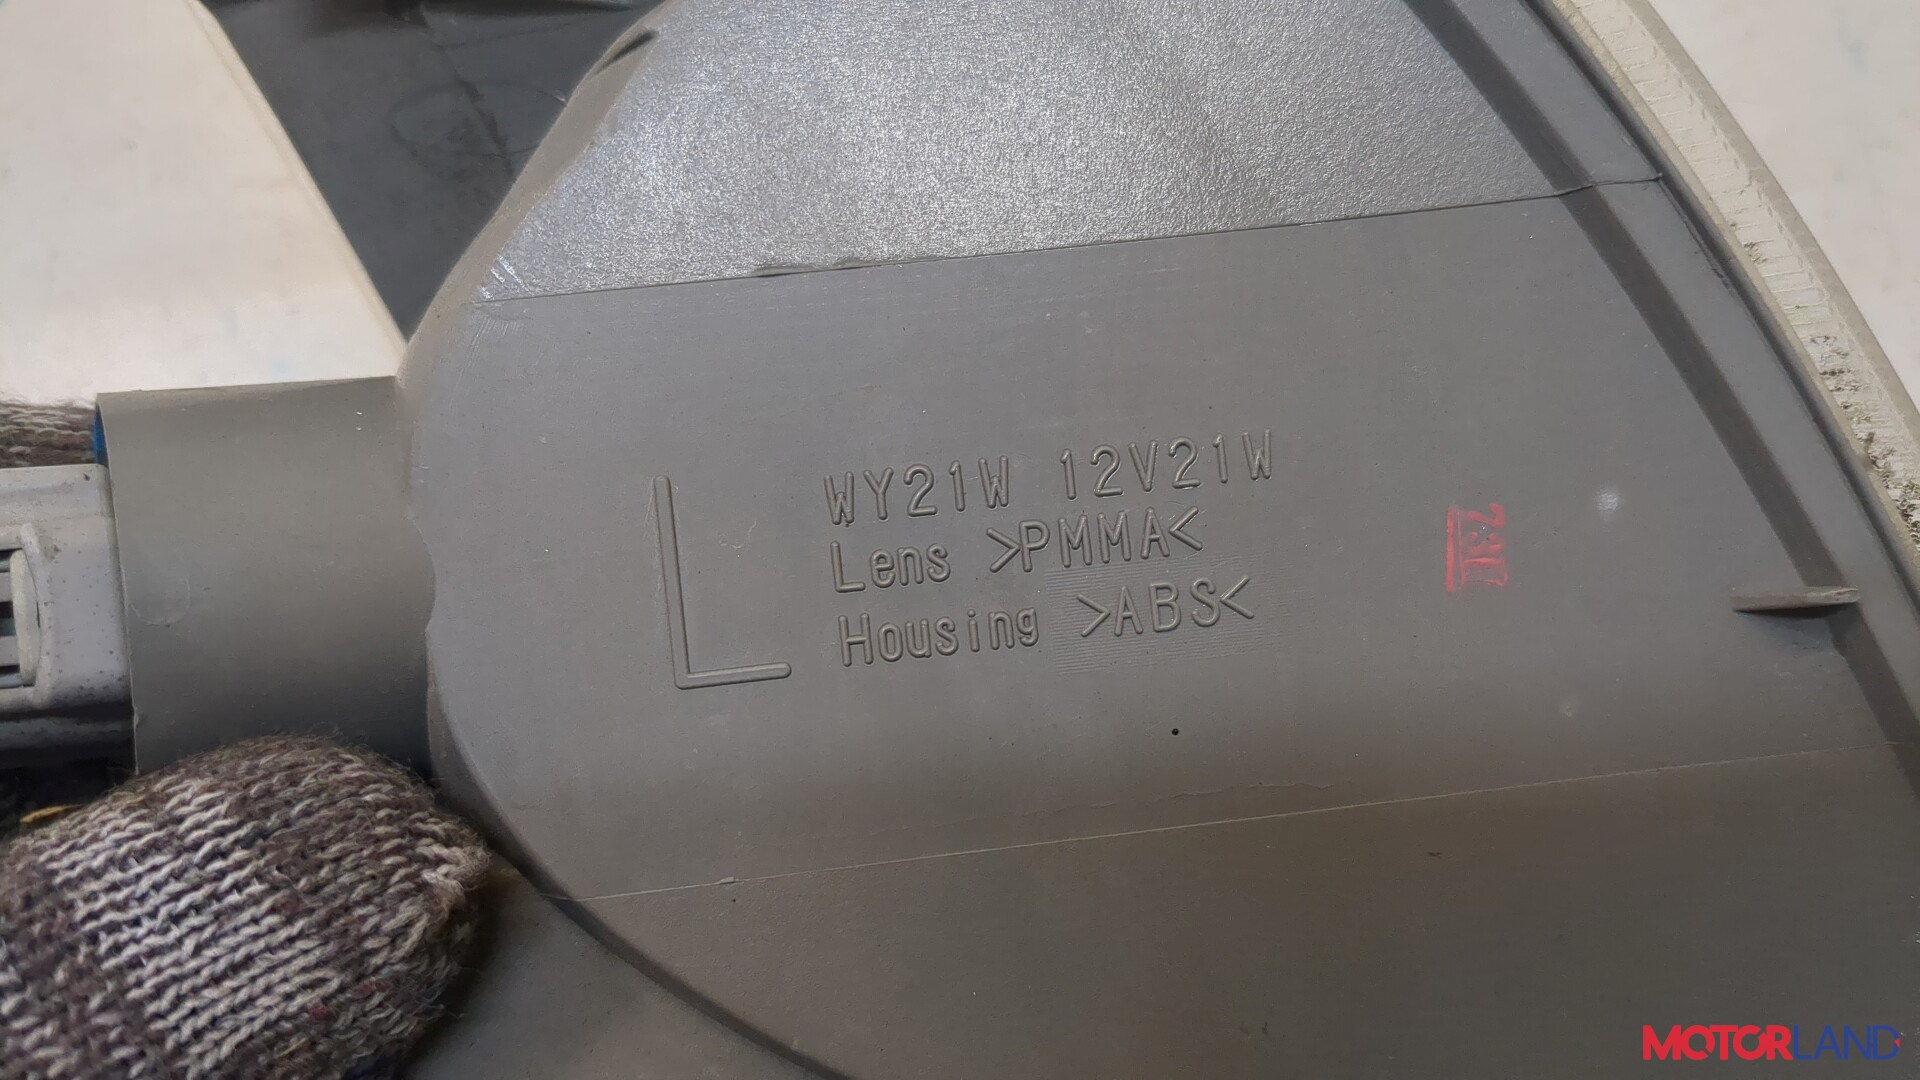 L
WY21W 12V21W
Lens >PMMA<
Housing >ABS<
MOTORLAND